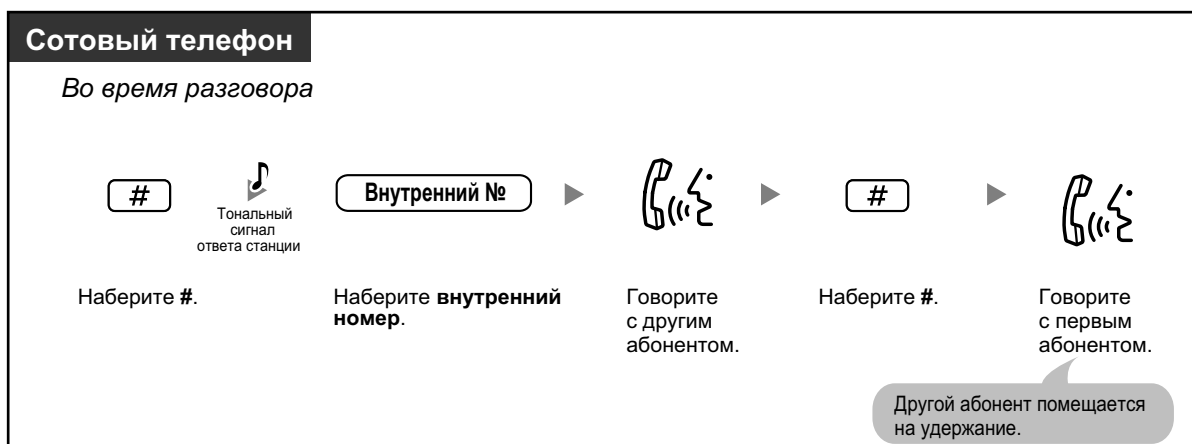 Сотовый телефон
Во время разговора
#
Тональный
сигнал
ответа станции
Внутренний №
#
Наберите #.
Наберите внутренний
номер.
Говорите
с другим
абонентом.
Наберите #.
Говорите
с первым
абонентом.
Другой абонент помещается
на удержание.